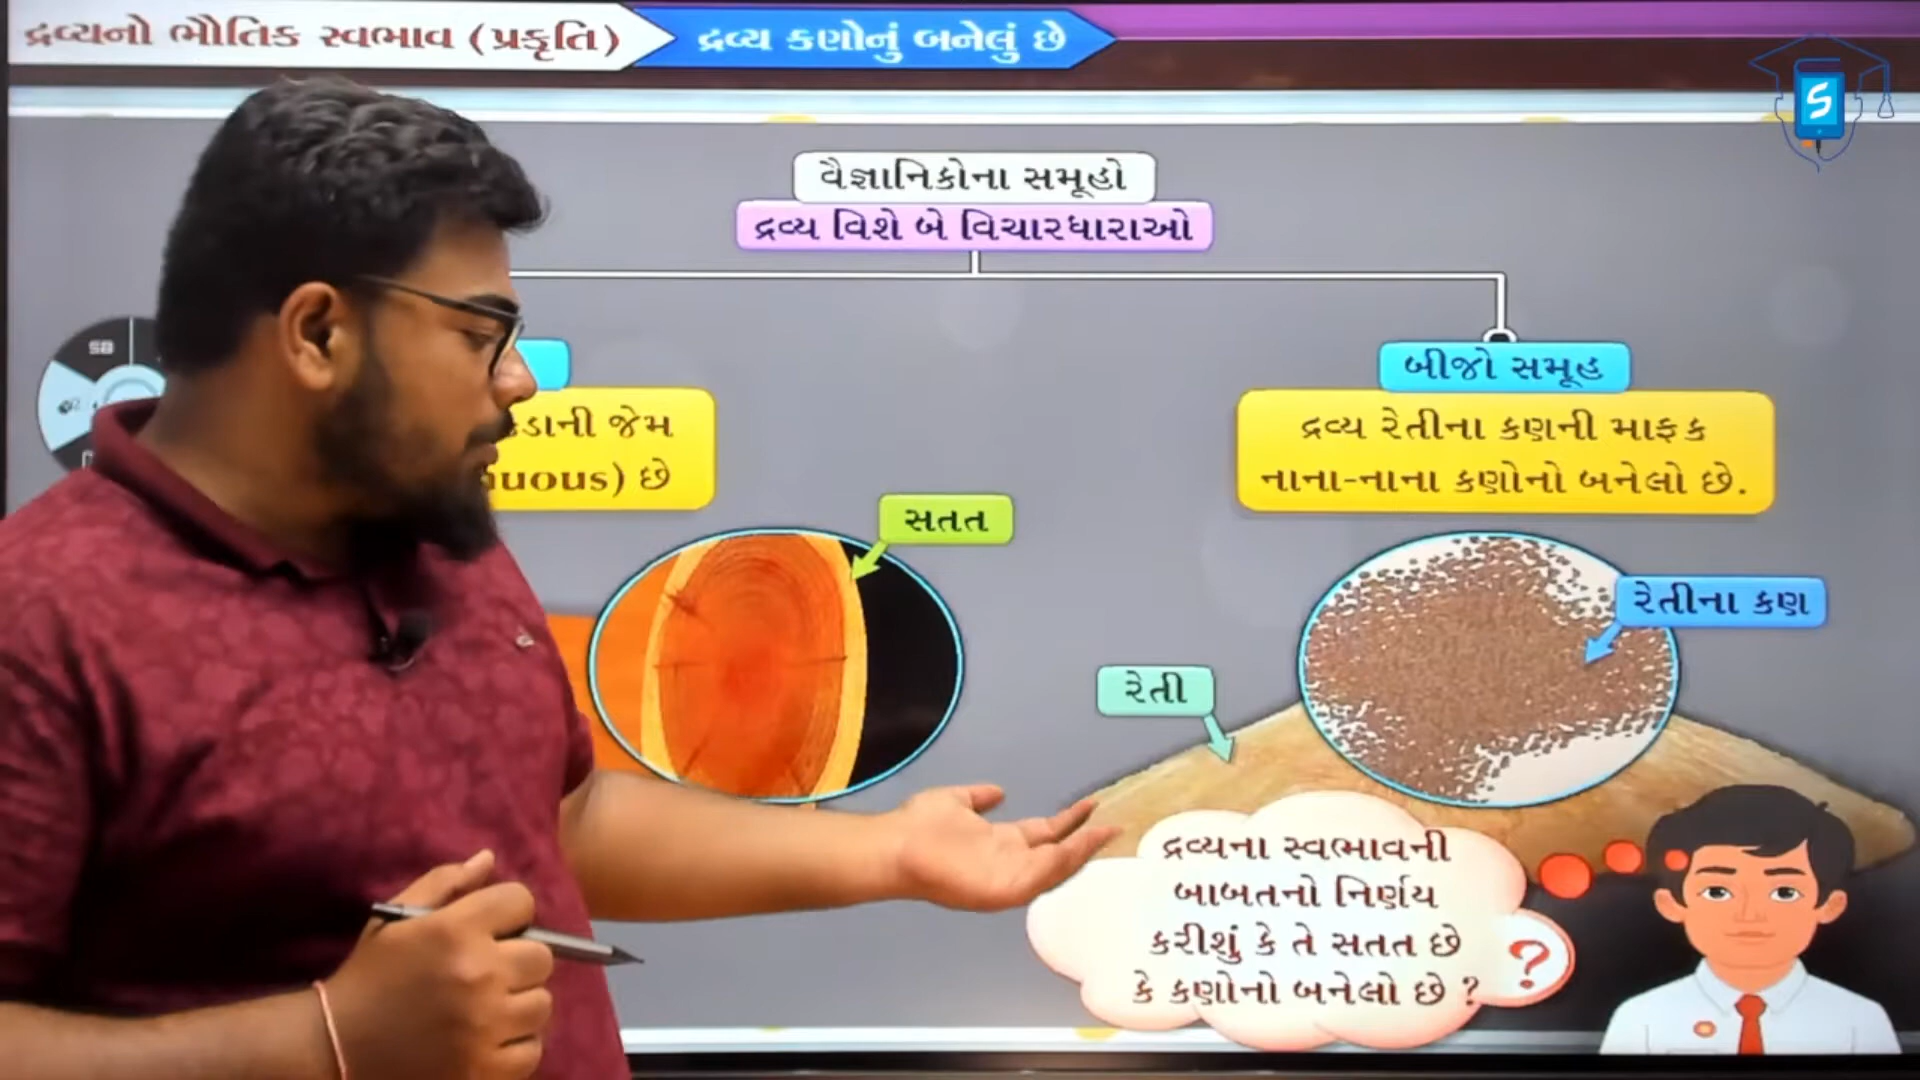 દ્રવ્યનો ભૌતિક સ્વભાવ (પ્રકૃતિ)
દ્રવ્ય કણોનું બનેલું છે
S
વૈજ્ઞાનિકોના સમૂહો
દ્રવ્ય વિશે બે વિચારધારાઓ
બીજો સમૂહ
જેમ
છે
દ્રવ્ય રેતીના કણની માફક
નાના-નાના કણોનો બનેલો છે.
સતત
રેતીના કણ
રેતી
દ્રવ્યના સ્વભાવની
બાબતનો નિર્ણય
કરીશું કે તે સતત છે
કે કણોનો બનેલો છે ?
?